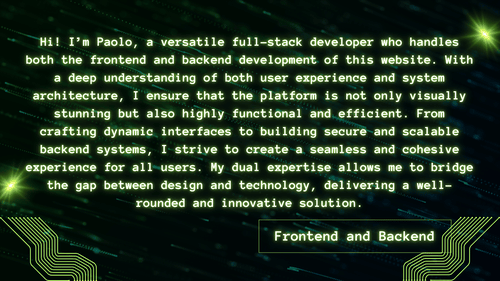 Hi! I'm Paolo, a versatile full-stack developer who handles
both the frontend and backend development of this website. With
a deep understanding of both user experience and system
architecture, I ensure that the platform is not only visually
stunning but also highly functional and efficient. From
crafting dynamic interfaces to building secure and scalable
backend systems, I strive to create a seamless and cohesive
experience for all users. My dual expertise allows me to bridge
the gap between design and technology, delivering a well-
rounded and innovative solution.
Frontend and Backend